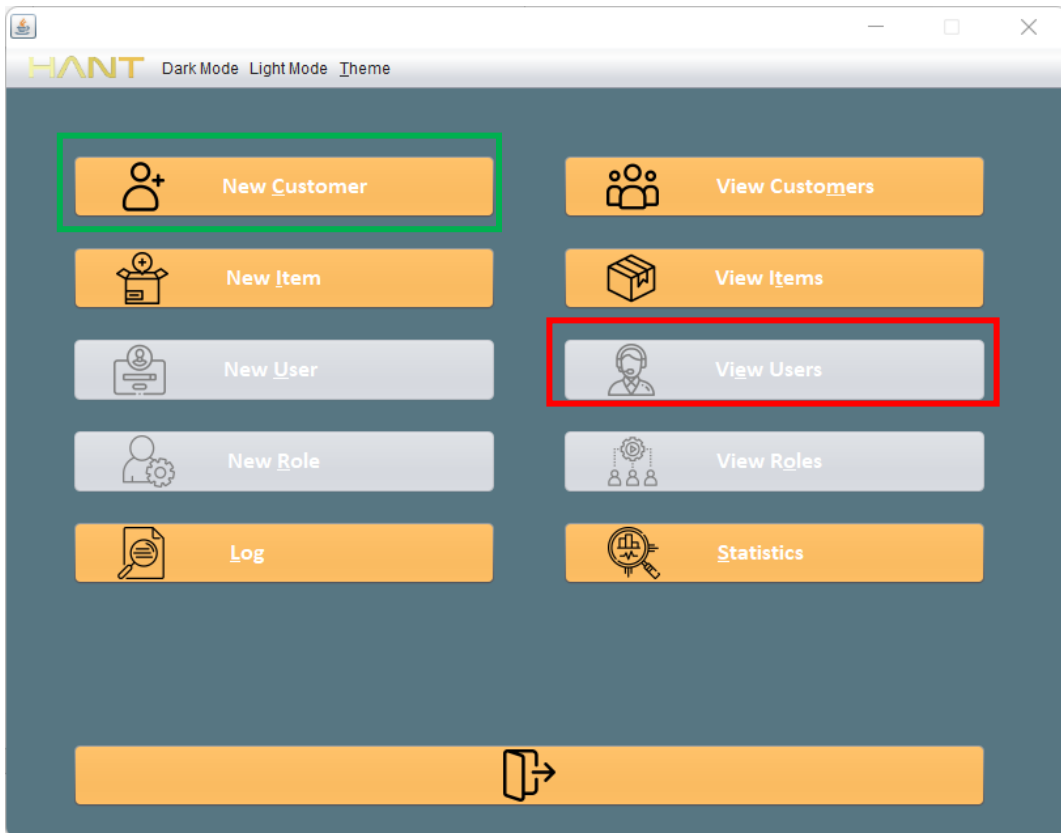 HANT Dark Mode Light Mode Theme
New Customer
View Customers
New Item
View Items
New User
View Users
New Role
View Roles
Log
Statistics